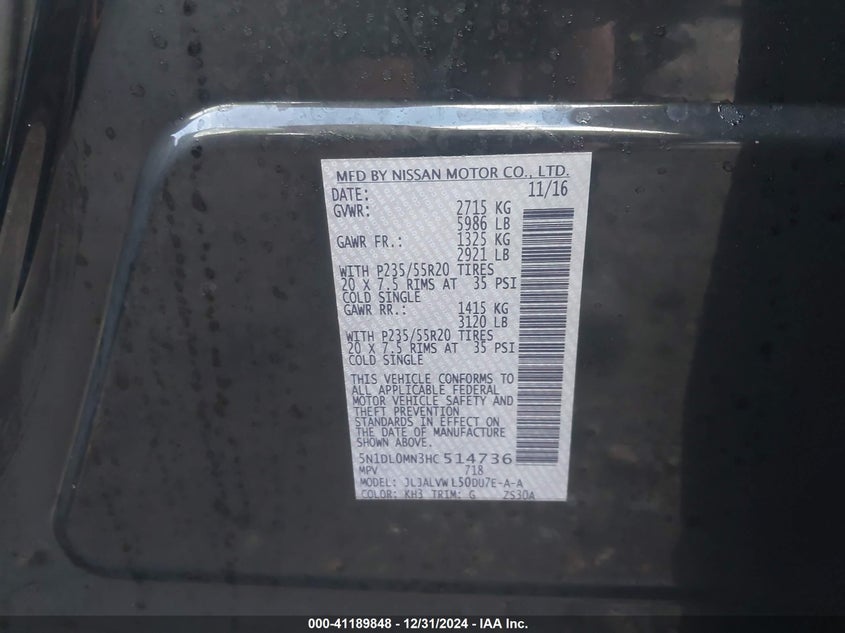 MFD BY NISSAN MOTOR CO., LTD.
DATE: 11/16
GVWR: 2715 KG
5986 LB
GAWR FR.: 1325 KG
2921 LB
WITH P235/55R20 TIRES
20 X 7.5 RIMS AT 35 PSI
COLD SINGLE
GAWR RR.: 1415 KG
3120 LB
WITH P235/55R20 TIRES
20 X 7.5 RIMS AT 35 PSI
COLD SINGLE
THIS VEHICLE CONFORMS TO
ALL APPLICABLE FEDERAL
MOTOR VEHICLE SAFETY AND
THEFT PREVENTION
STANDARDS IN EFFECT ON
THE DATE OF MANUFACTURE
SHOWN ABOVE.
5N1DL0MN3HC514736
MPV 718
MODEL: JLJALVWL50DU7E-A-A
COLOR: KH3 TRIM: G ZS30A
000-41189848 - 12/31/2024 - IAA Inc.